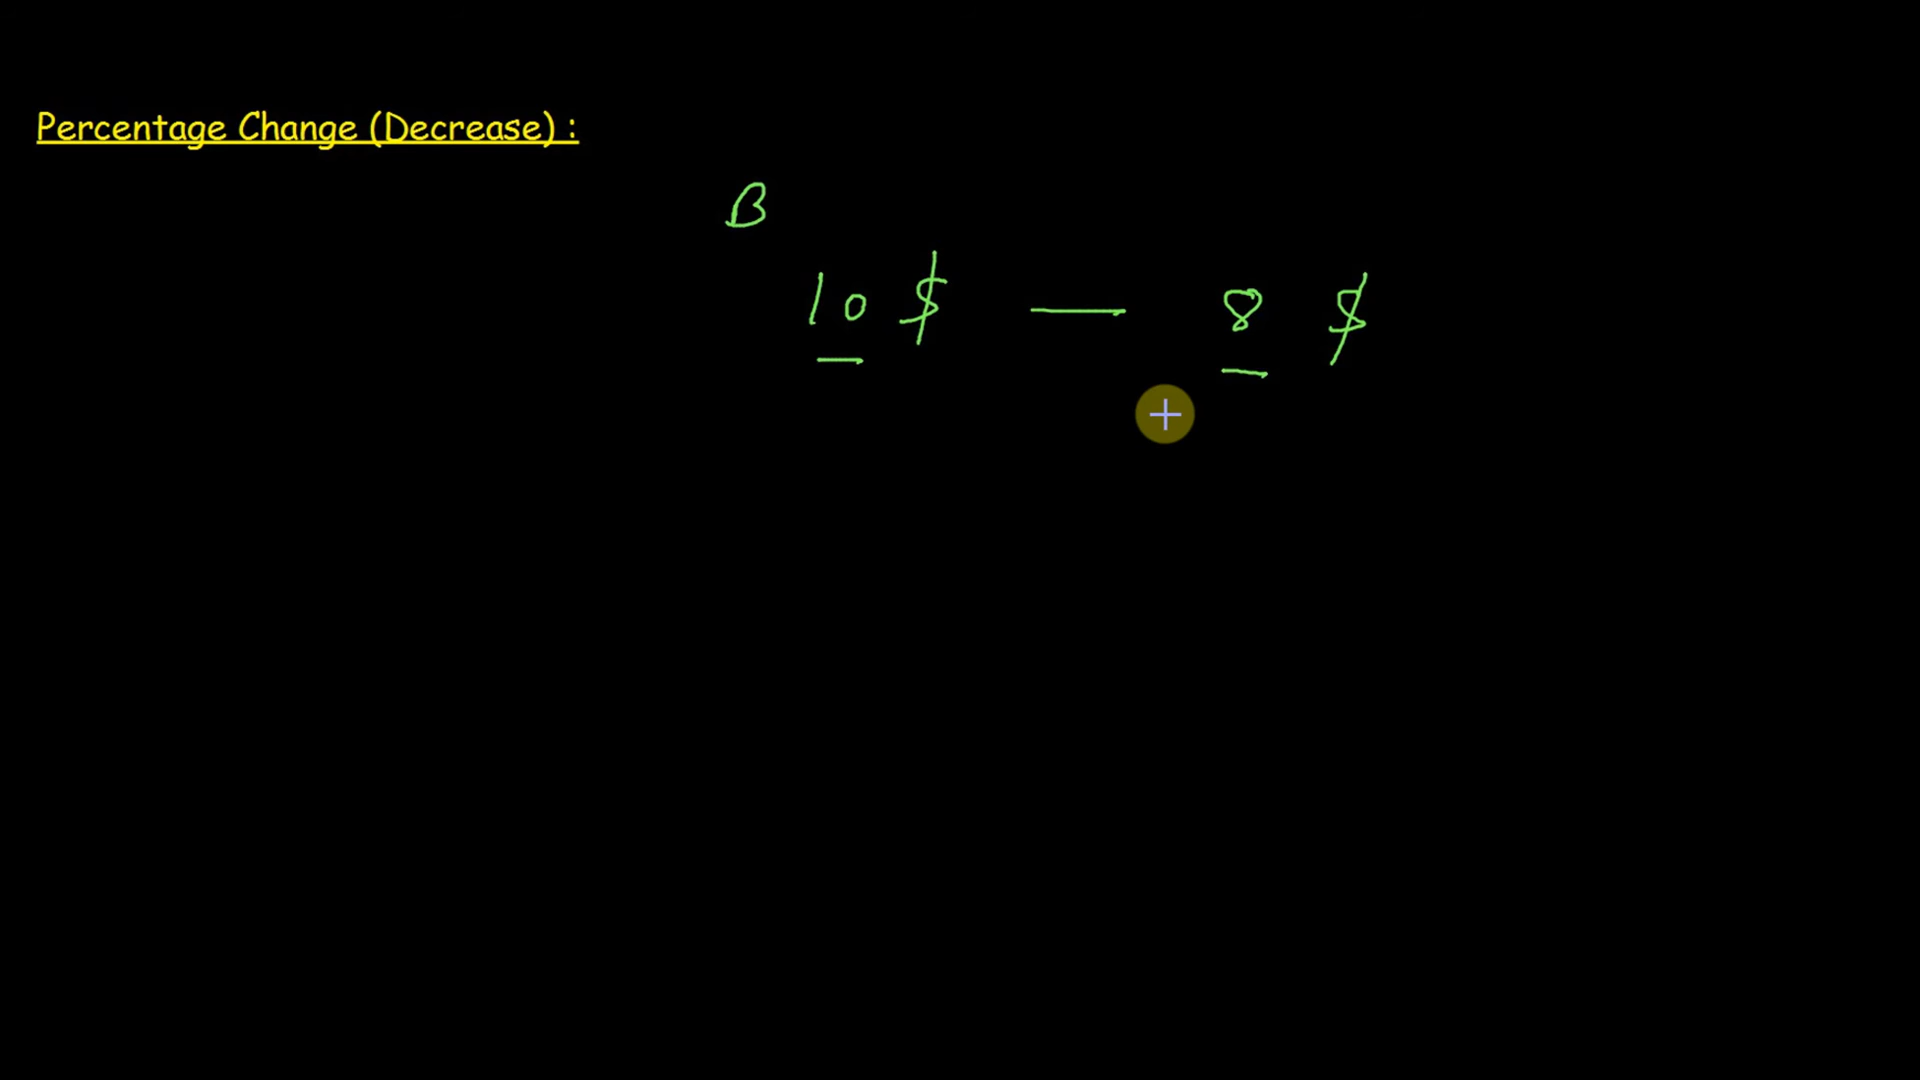 Percentage Change (Decrease) :
B
10 $ — 8 $